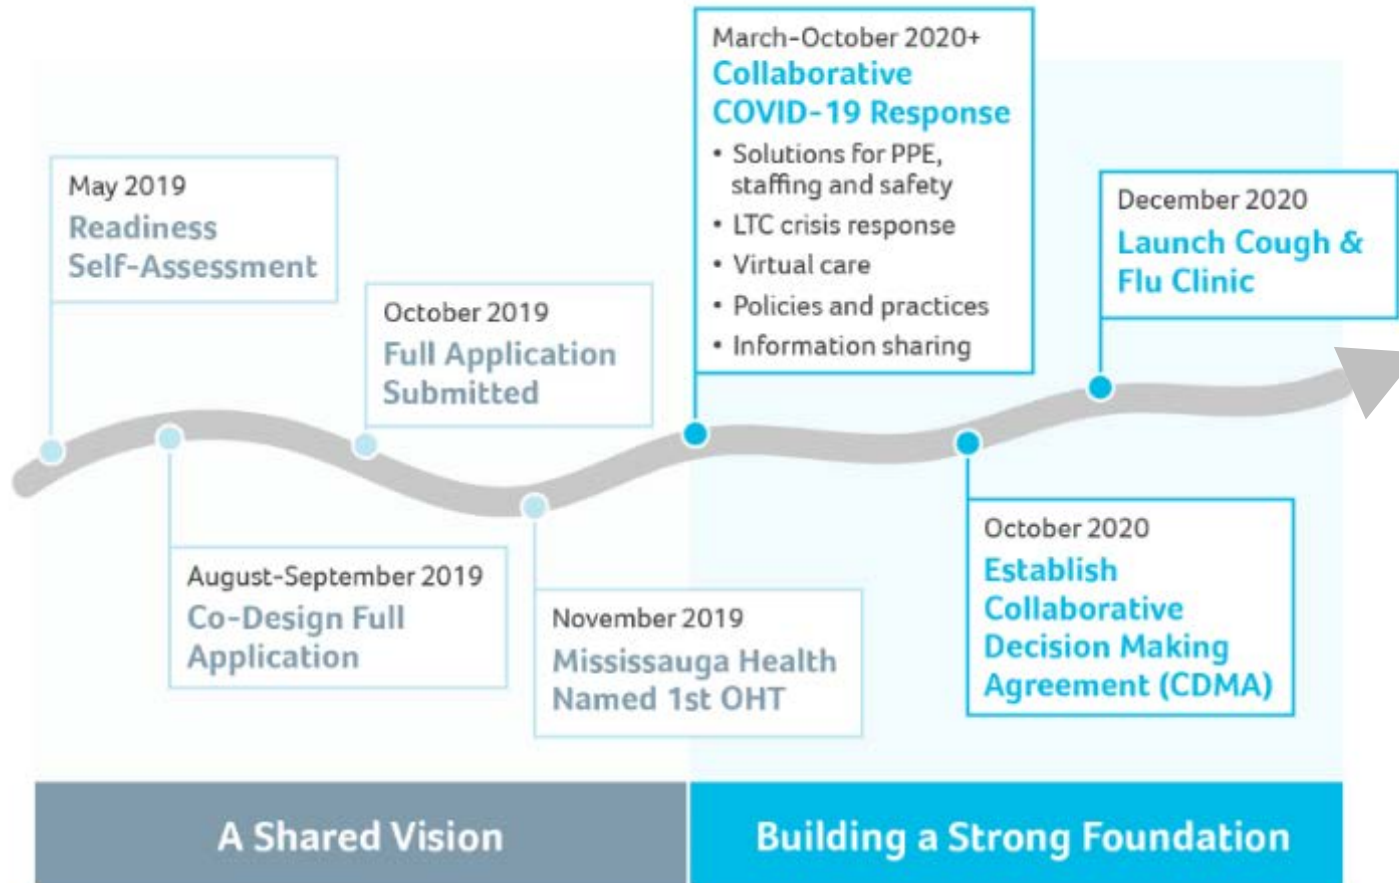 May 2019
Readiness
Self-Assessment
August-September 2019
Co-Design Full
Application
October 2019
Full Application
Submitted
November 2019
Mississauga Health
Named 1st OHT
March-October 2020+
Collaborative
COVID-19 Response
• Solutions for PPE,
staffing and safety
• LTC crisis response
• Virtual care
• Policies and practices
• Information sharing
October 2020
Establish
Collaborative
Decision Making
Agreement (CDMA)
December 2020
Launch Cough &
Flu Clinic
A Shared Vision
Building a Strong Foundation